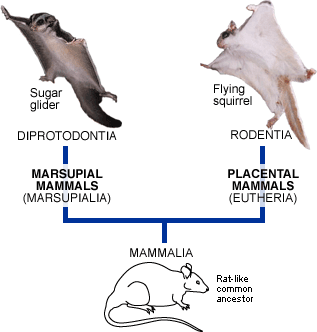 Sugar
glider
Flying
squirrel
DIPROTODONTIA
RODENTIA
MARSUPIAL
MAMMALS
(MARSUPIALIA)
PLACENTAL
MAMMALS
(EUTHERIA)
MAMMALIA
Rat-like
common
ancestor